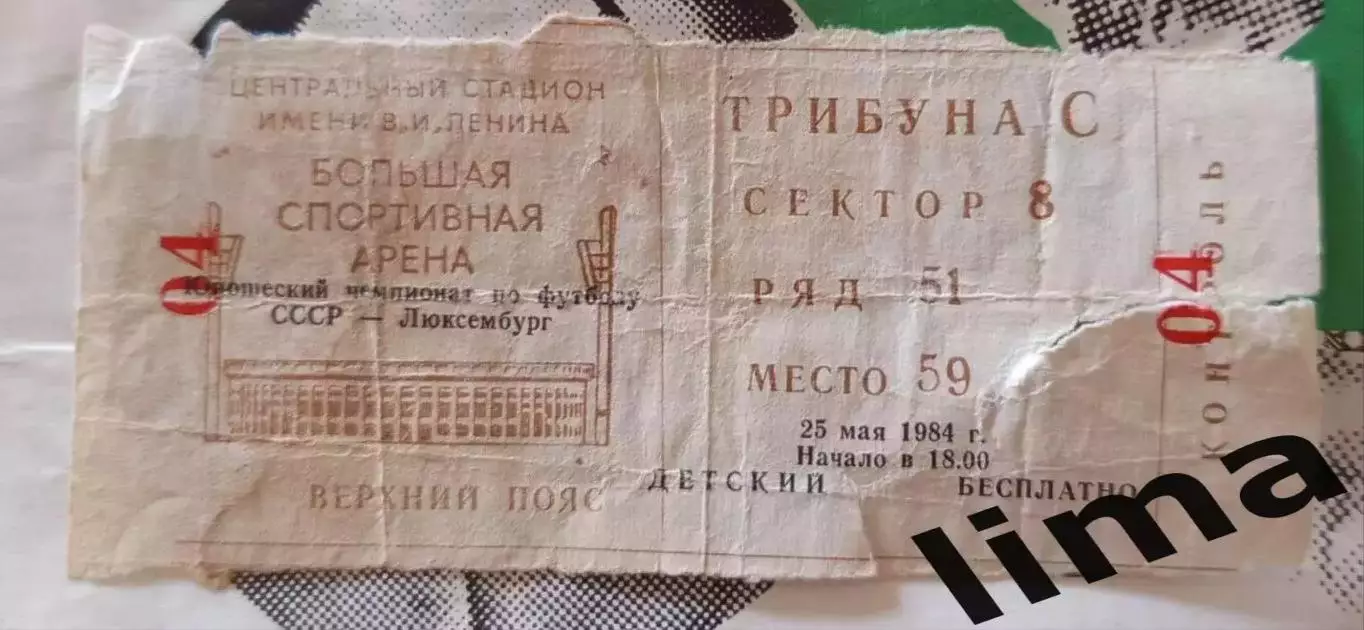 ЦЕНТРАЛЬНЫЙ СТАДИОН
ИМЕНИ В.И.ЛЕНИНА
БОЛЬШАЯ
СПОРТИВНАЯ
АРЕНА
04
Юношеский чемпионат по футболу
СССР — Люксембург
ВЕРХНИЙ ПОЯС
ТРИБУНА С
СЕКТОР 8
РЯД 51
МЕСТО 59
25 мая 1984 г.
Начало в 18.00
ДЕТСКИЙ БЕСПЛАТНО
04
КОНТРОЛЬ
lima